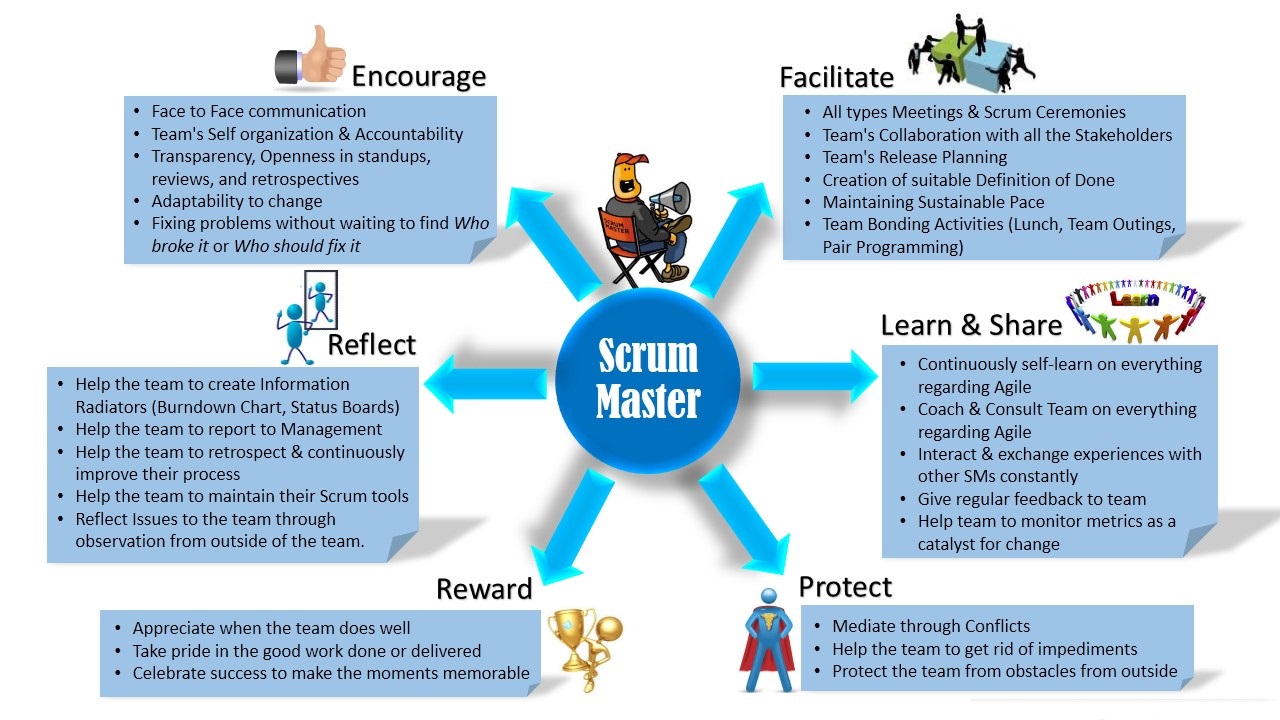 Encourage
• Face to Face communication
• Team's Self organization & Accountability
• Transparency, Openness in standups,
reviews, and retrospectives
• Adaptability to change
• Fixing problems without waiting to find Who
broke it or Who should fix it
Facilitate
• All types Meetings & Scrum Ceremonies
• Team's Collaboration with all the Stakeholders
• Team's Release Planning
• Creation of suitable Definition of Done
• Maintaining Sustainable Pace
• Team Bonding Activities (Lunch, Team Outings,
Pair Programming)
SCRUM
MASTER
Scrum
Master
Reflect
• Help the team to create Information
Radiators (Burndown Chart, Status Boards)
• Help the team to report to Management
• Help the team to retrospect & continuously
improve their process
• Help the team to maintain their Scrum tools
• Reflect Issues to the team through
observation from outside of the team.
Learn & Share
Learn
• Continuously self-learn on everything
regarding Agile
• Coach & Consult Team on everything
regarding Agile
• Interact & exchange experiences with
other SMs constantly
• Give regular feedback to team
• Help team to monitor metrics as a
catalyst for change
Reward
• Appreciate when the team does well
• Take pride in the good work done or delivered
• Celebrate success to make the moments memorable
Protect
• Mediate through Conflicts
• Help the team to get rid of impediments
• Protect the team from obstacles from outside